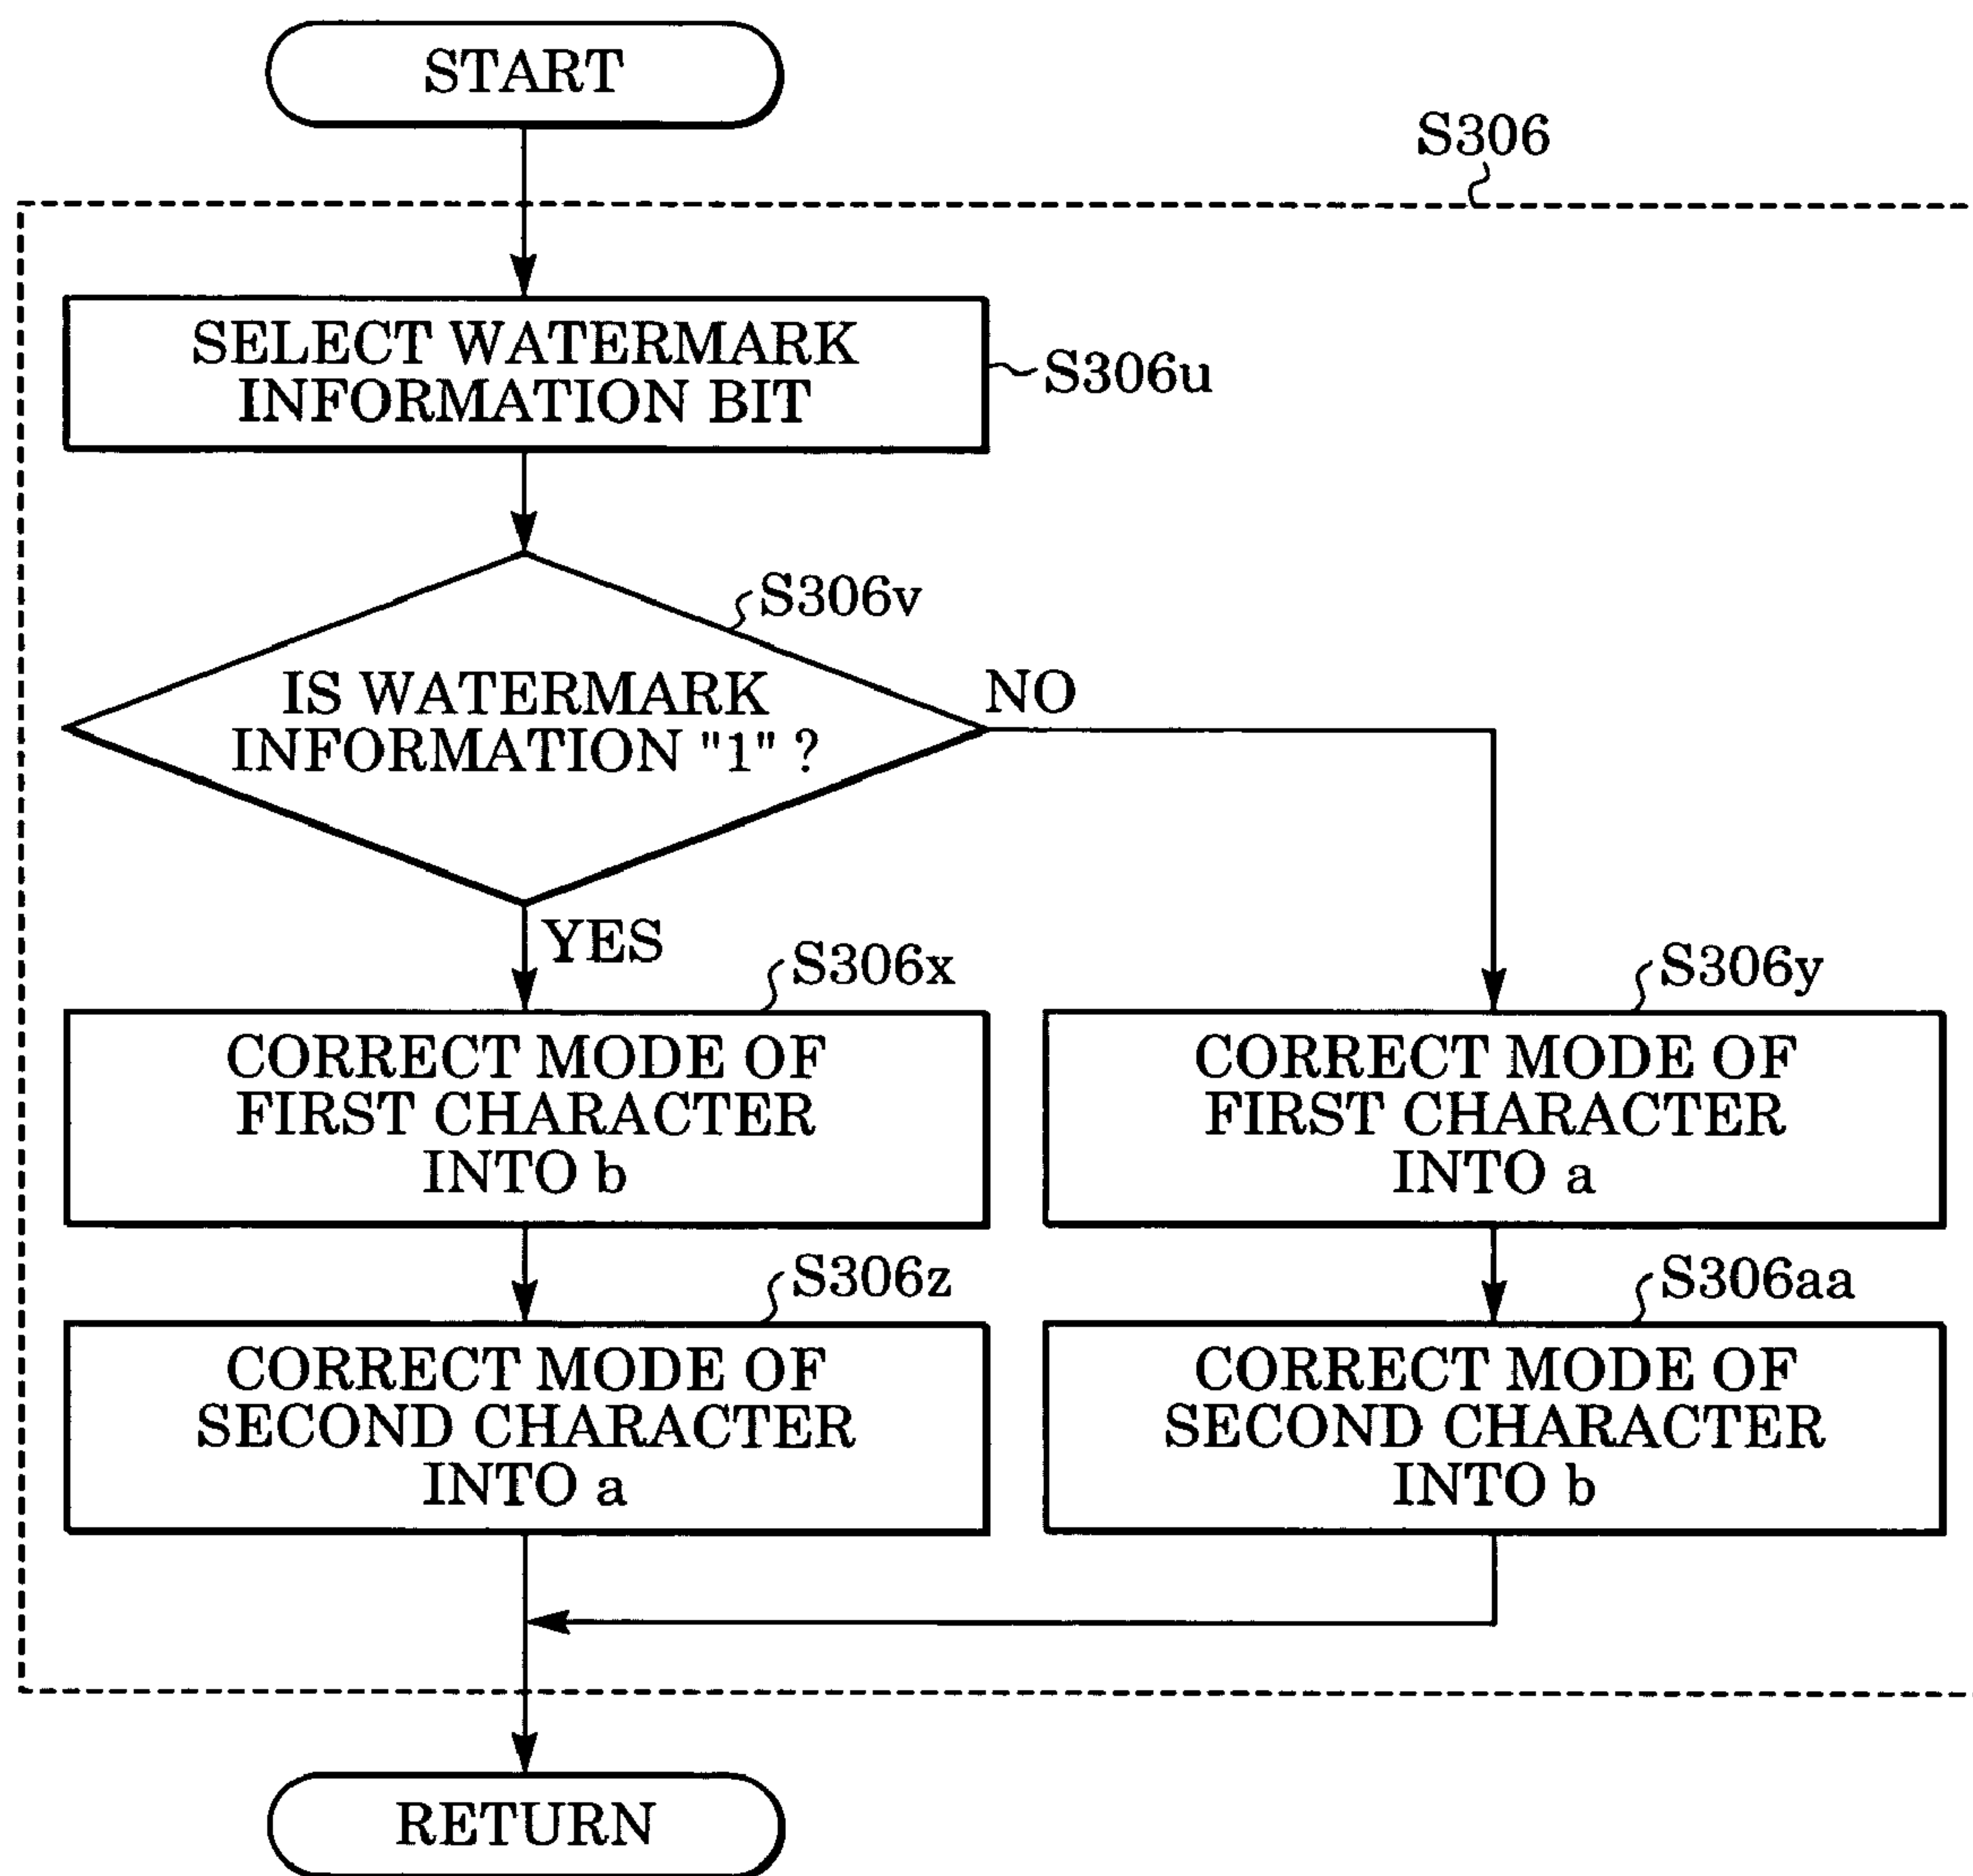 START
S306
SELECT WATERMARK
INFORMATION BIT
S306u
S306v
IS WATERMARK
INFORMATION "1" ?
NO
YES
S306x
CORRECT MODE OF
FIRST CHARACTER
INTO b
S306y
CORRECT MODE OF
FIRST CHARACTER
INTO a
S306z
CORRECT MODE OF
SECOND CHARACTER
INTO a
S306aa
CORRECT MODE OF
SECOND CHARACTER
INTO b
RETURN